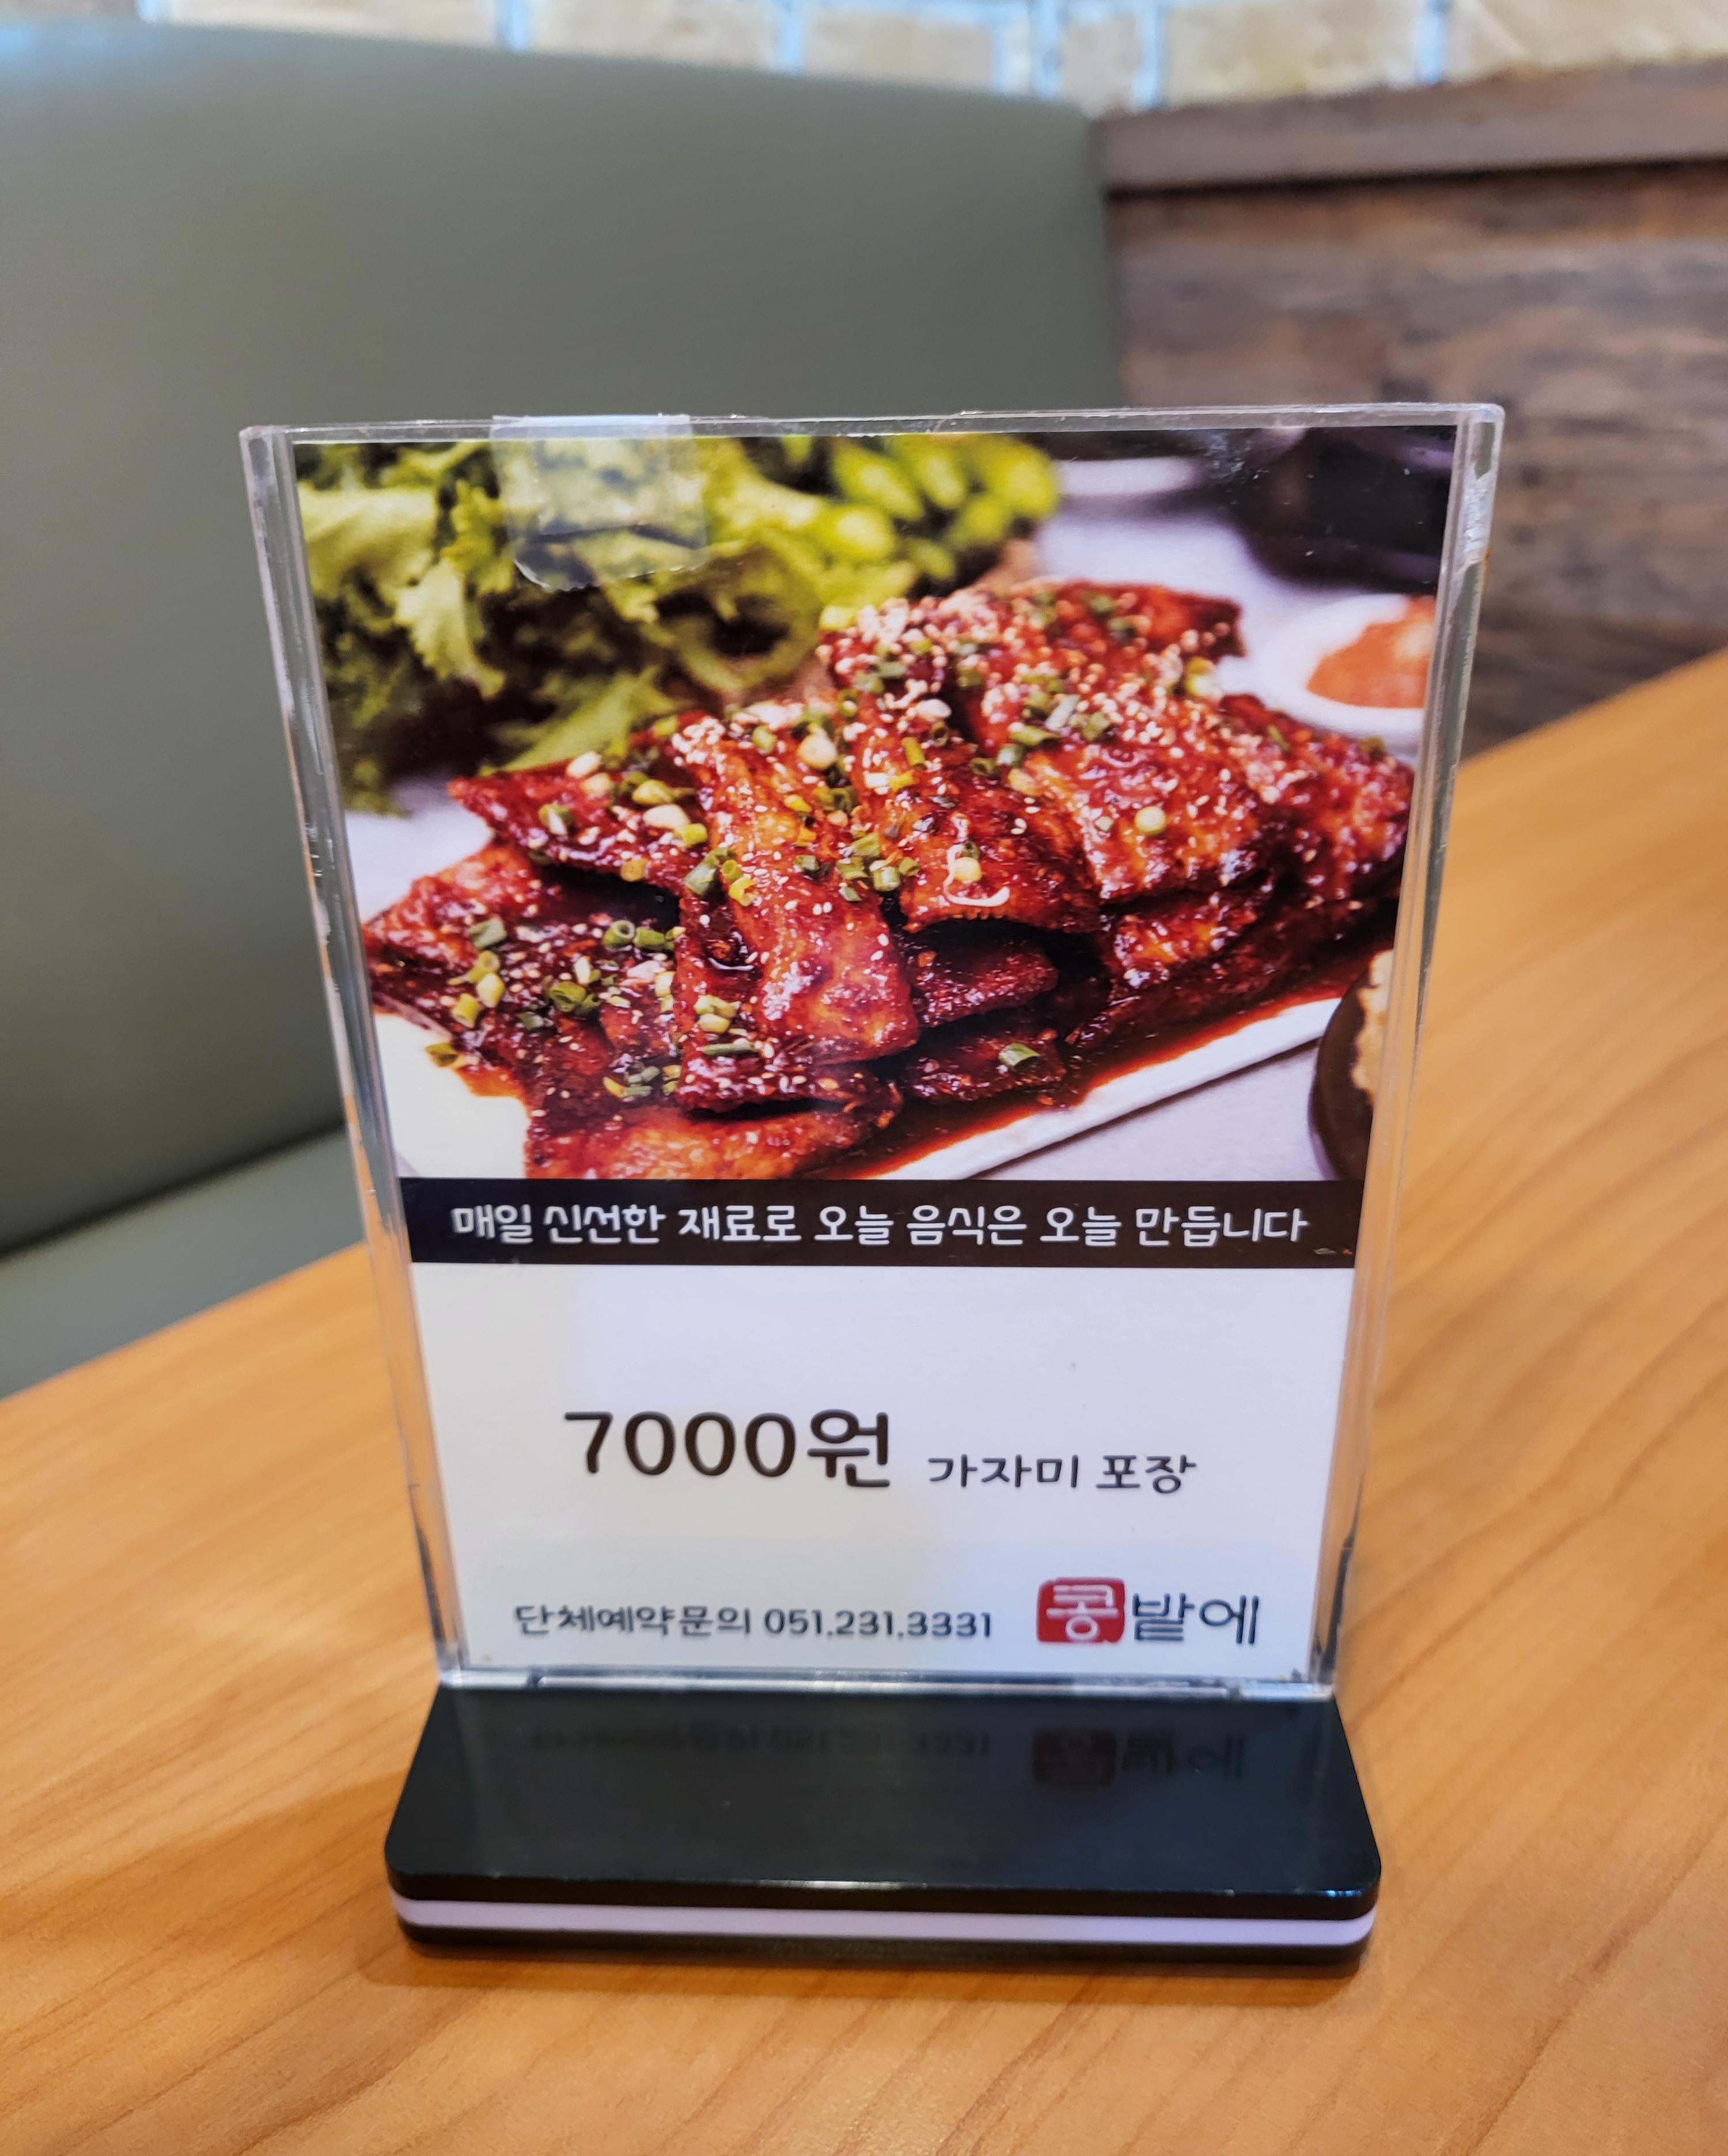 매일 신선한 재료로 오늘 음식은 오늘 만듭니다
7000원 가자미 포장
단체예약문의 051.231.3331 콩밭에